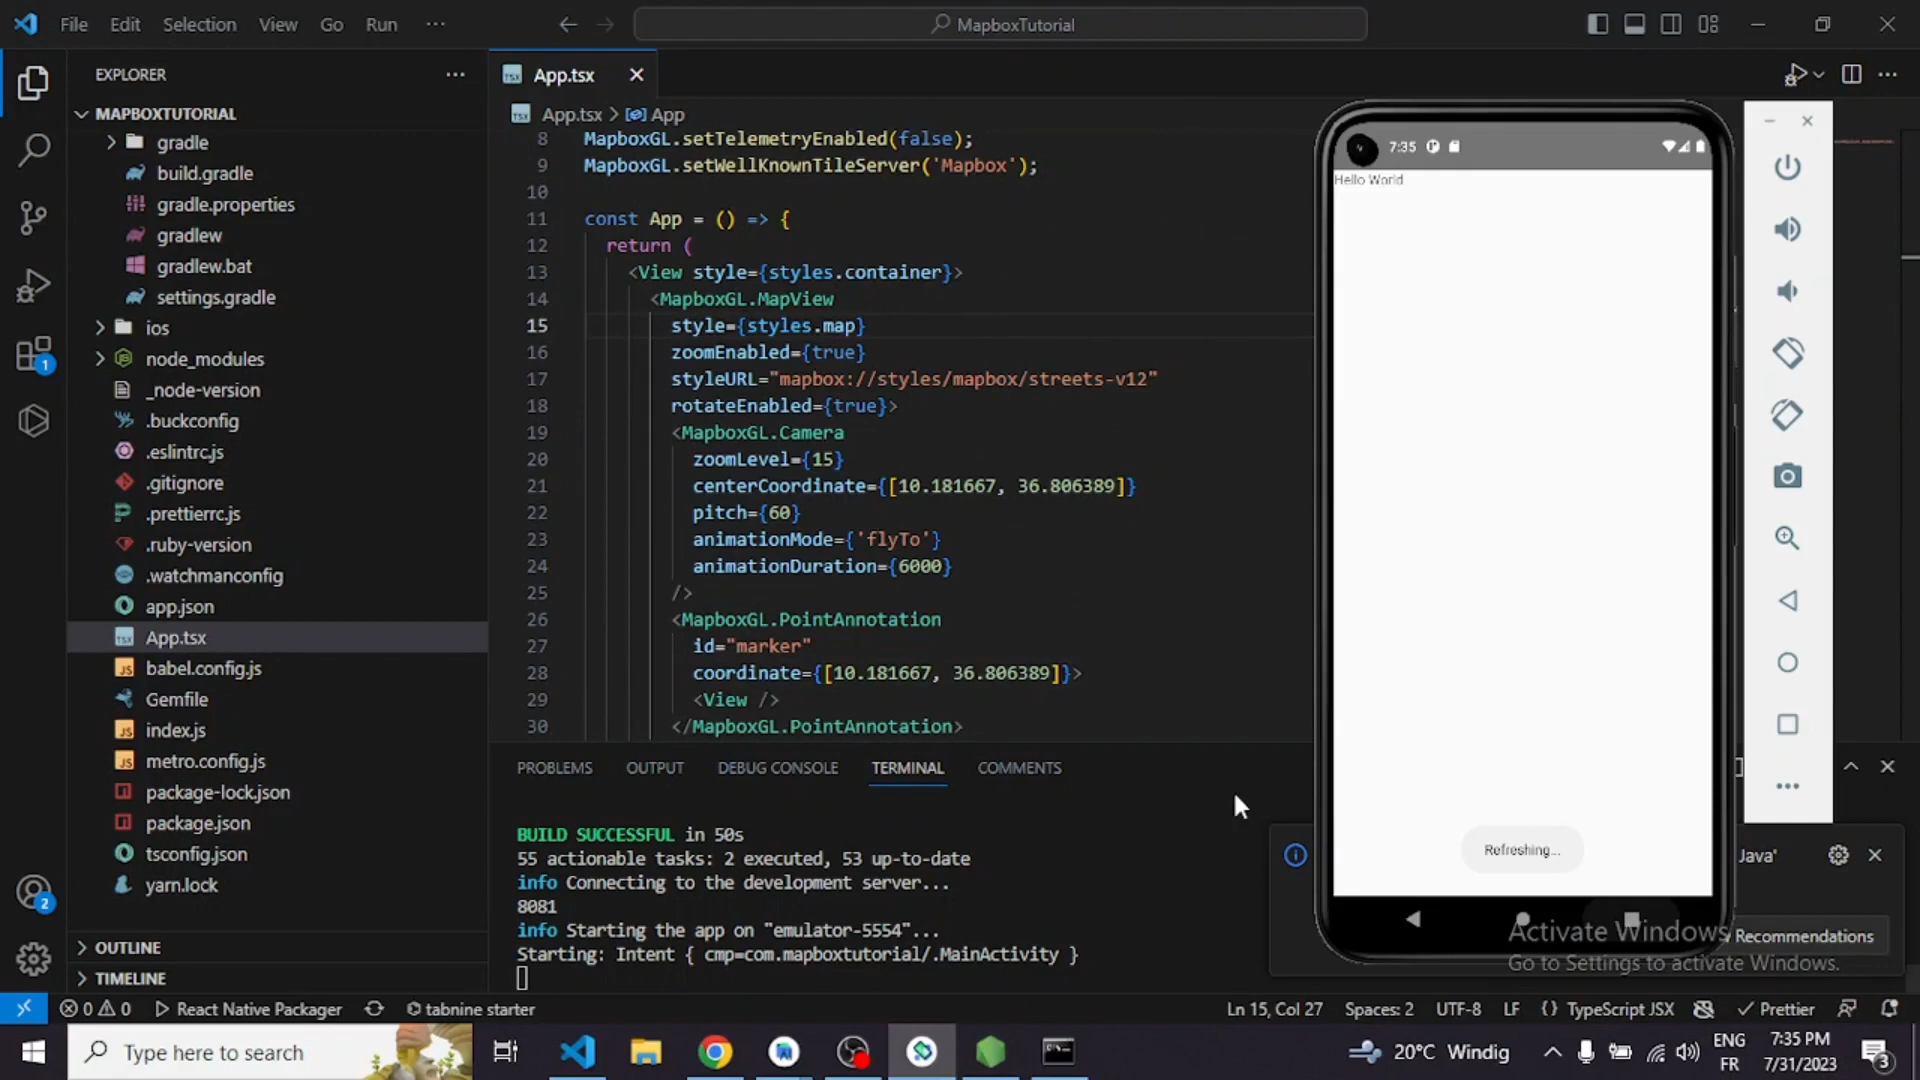 File Edit Selection View Go Run ···
MapboxTutorial
EXPLORER
MAPBOXTUTORIAL
gradle
build.gradle
gradle.properties
gradlew
gradlew.bat
settings.gradle
ios
node_modules
_node-version
.buckconfig
.eslintrc.js
.gitignore
.prettierrc.js
.ruby-version
.watchmanconfig
app.json
App.tsx
babel.config.js
Gemfile
index.js
metro.config.js
package-lock.json
package.json
tsconfig.json
yarn.lock
OUTLINE
TIMELINE
App.tsx
App.tsx > App
8 MapboxGL.setTelemetryEnabled(false);
9 MapboxGL.setWellKnownTileServer('Mapbox');
10
11 const App = () => {
12 return (
13 <View style={styles.container}>
14 <MapboxGL.MapView
15 style={styles.map}
16 zoomEnabled={true}
17 styleURL="mapbox://styles/mapbox/streets-v12"
18 rotateEnabled={true}>
19 <MapboxGL.Camera
20 zoomLevel={15}
21 centerCoordinate={[10.181667, 36.806389]}
22 pitch={60}
23 animationMode={'flyTo'}
24 animationDuration={6000}
25 />
26 <MapboxGL.PointAnnotation
27 id="marker"
28 coordinate={[10.181667, 36.806389]}>
29 <View />
30 </MapboxGL.PointAnnotation>
PROBLEMS OUTPUT DEBUG CONSOLE TERMINAL COMMENTS
BUILD SUCCESSFUL in 50s
55 actionable tasks: 2 executed, 53 up-to-date
info Connecting to the development server...
8081
info Starting the app on "emulator-5554"...
Starting: Intent { cmp=com.mapboxtutorial/.MainActivity }
7:35
Hello World
Refreshing...
Java'
Recommendations
Activate Windows
Go to Settings to activate Windows.
1
2
0 0 React Native Packager tabnine starter
Ln 15, Col 27 Spaces: 2 UTF-8 LF {} TypeScript JSX Prettier
Type here to search
20°C Windig
ENG
FR
7:35 PM
7/31/2023
3